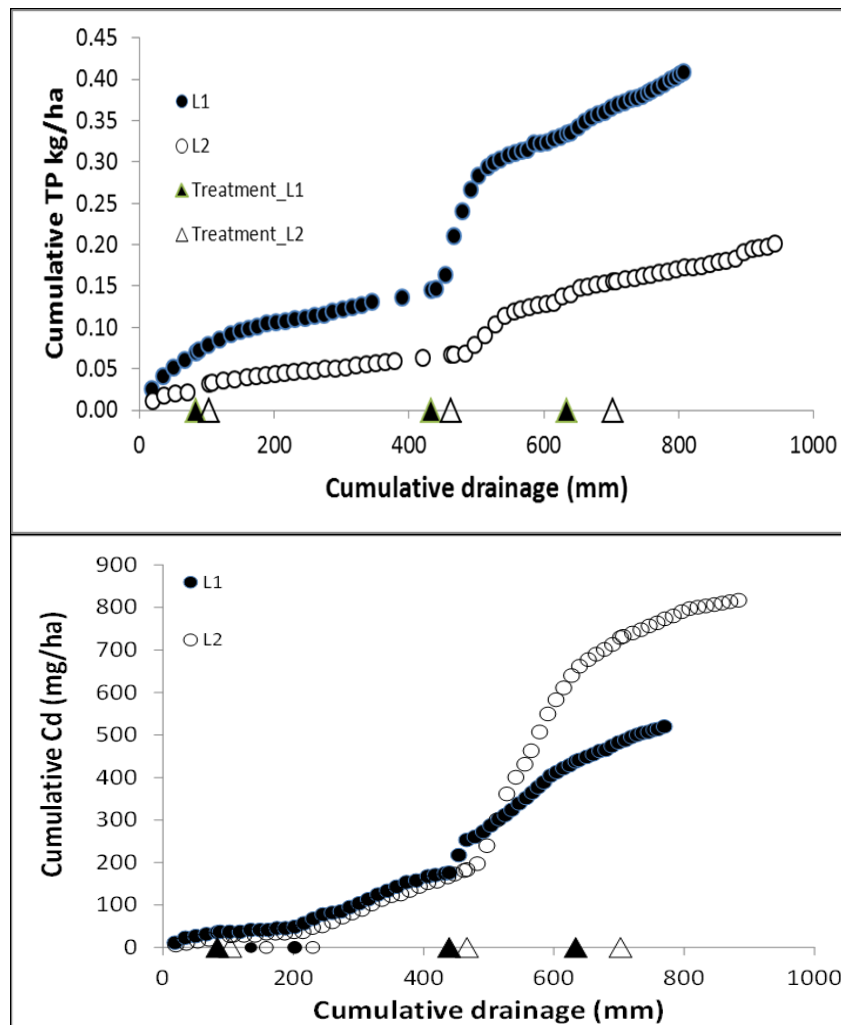 Cumulative TP kg/ha
0.45
0.40
0.35
0.30
0.25
0.20
0.15
0.10
0.05
0.00
L1
L2
Treatment_L1
Treatment_L2
0 200 400 600 800 1000
Cumulative drainage (mm)
Cumulative Cd (mg/ha)
900
800
700
600
500
400
300
200
100
0
L1
L2
0 200 400 600 800 1000
Cumulative drainage (mm)